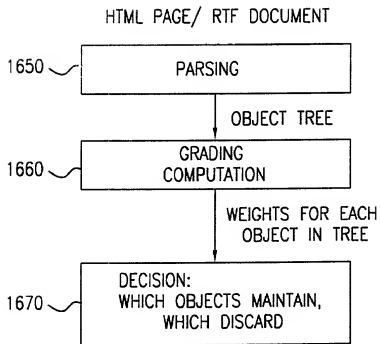 HTML PAGE/ RTF DOCUMENT
1650
PARSING
OBJECT TREE
1660
GRADING
COMPUTATION
WEIGHTS FOR EACH
OBJECT IN TREE
1670
DECISION:
WHICH OBJECTS MAINTAIN,
WHICH DISCARD